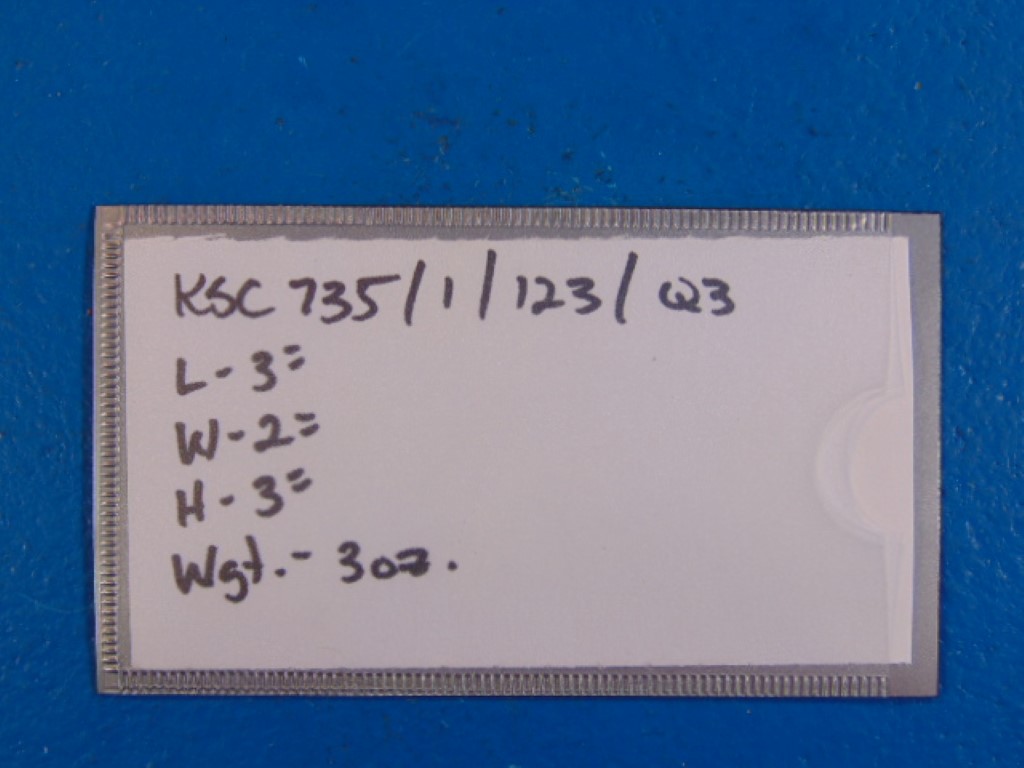 KSC 735/1/123/Q3
L - 3"
W - 2"
H - 3"
Wgt. - 3oz.